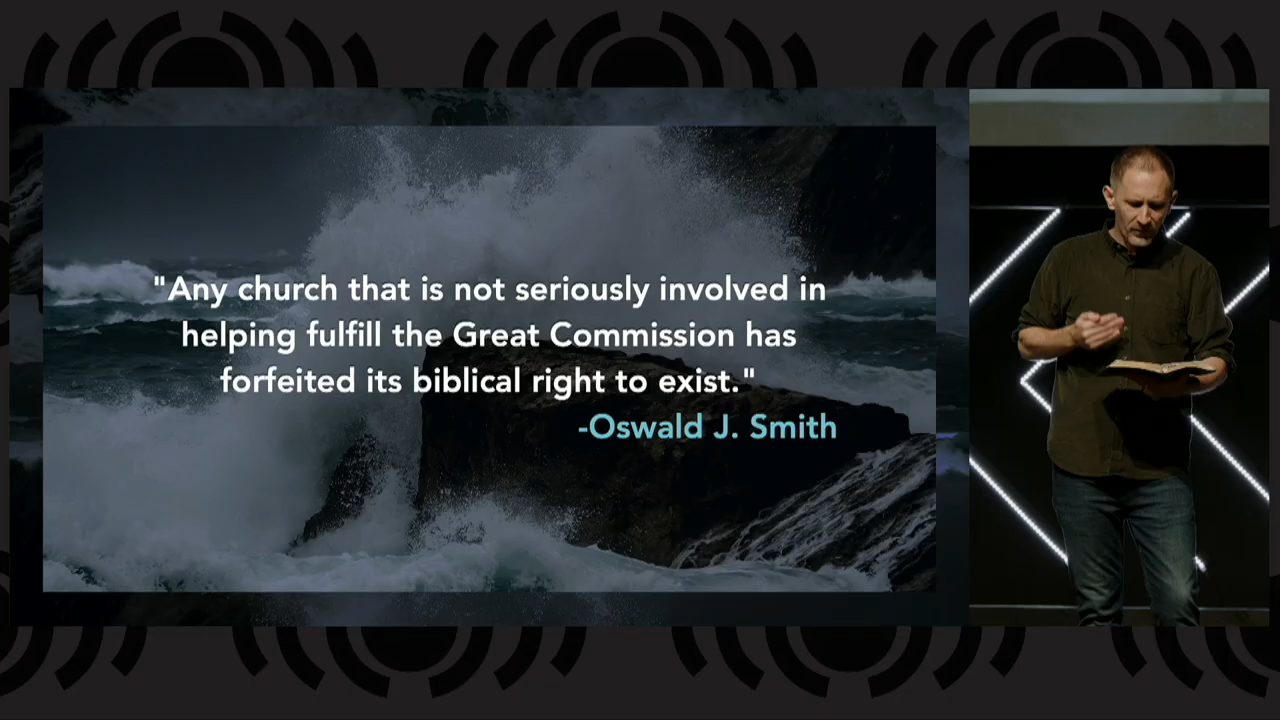 "Any church that is not seriously involved in
helping fulfill the Great Commission has
forfeited its biblical right to exist."
-Oswald J. Smith